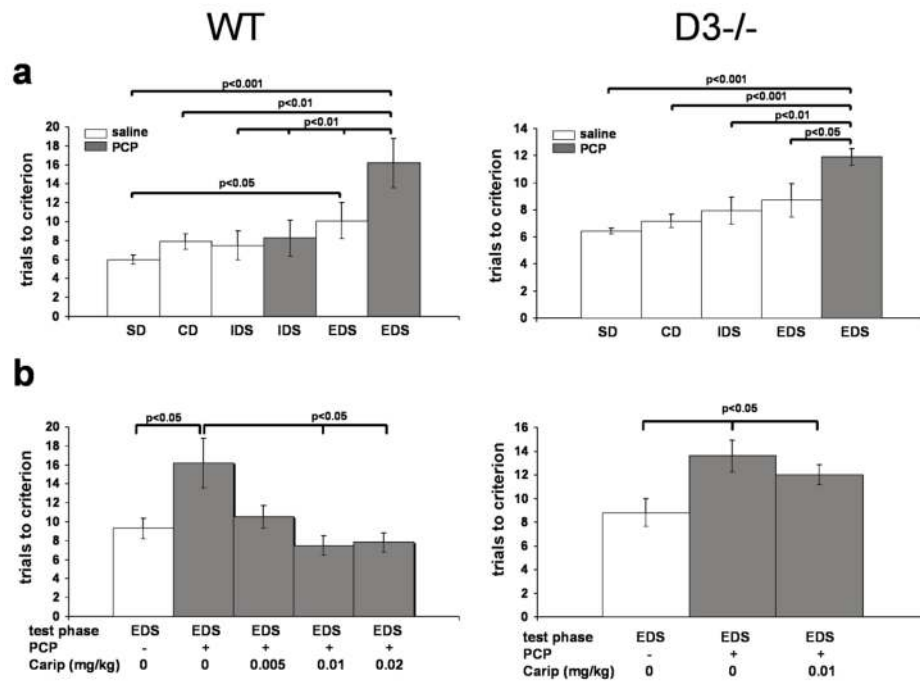 WT
D3-/-
a
p<0.001
p<0.01
p<0.01
p<0.05
saline
PCP
trials to criterion
20
18
16
14
12
10
8
6
4
2
0
SD CD IDS IDS EDS EDS
p<0.001
p<0.001
p<0.01
p<0.05
saline
PCP
trials to criterion
14
12
10
8
6
4
2
0
SD CD IDS EDS EDS
b
p<0.05
p<0.05
trials to criterion
20
18
16
14
12
10
8
6
4
2
0
test phase EDS EDS EDS EDS EDS
PCP - + + + +
Carip (mg/kg) 0 0 0.005 0.01 0.02
p<0.05
trials to criterion
16
14
12
10
8
6
4
2
0
test phase EDS EDS EDS
PCP - + +
Carip (mg/kg) 0 0 0.01